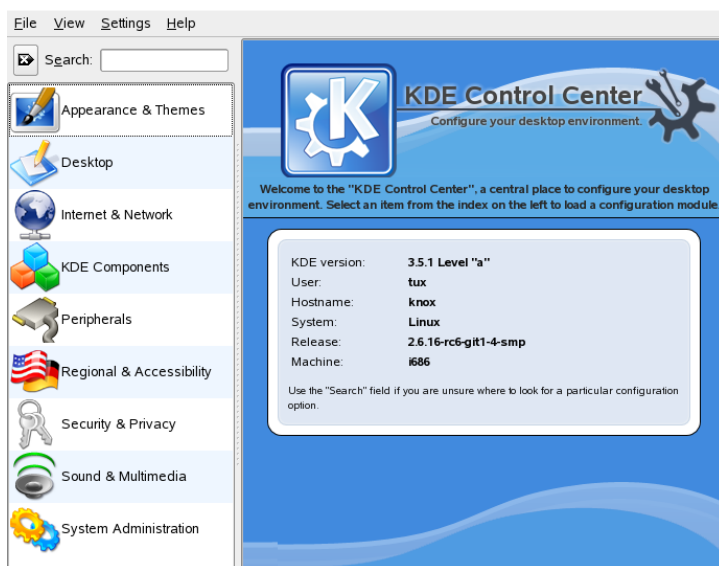 File View Settings Help
Search:
Appearance & Themes
Desktop
Internet & Network
KDE Components
Peripherals
Regional & Accessibility
Security & Privacy
Sound & Multimedia
System Administration
K
KDE Control Center
Configure your desktop environment.
Welcome to the "KDE Control Center", a central place to configure your desktop
environment. Select an item from the index on the left to load a configuration module
KDE version: 3.5.1 Level "a"
User: tux
Hostname: knox
System: Linux
Release: 2.6.16-rc6-git1-4-smp
Machine: i686
Use the "Search" field if you are unsure where to look for a particular configuration
option.